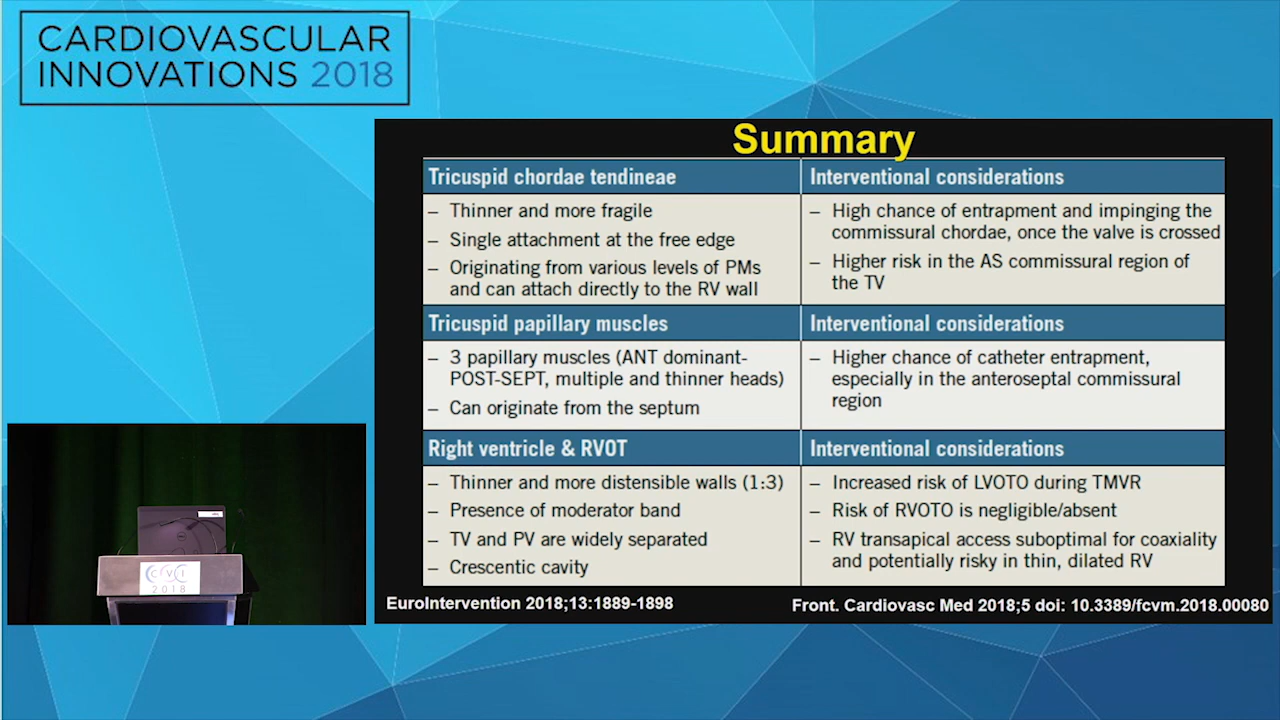 CARDIOVASCULAR
INNOVATIONS 2018
Summary
Tricuspid chordae tendineae
Interventional considerations
– Thinner and more fragile
– Single attachment at the free edge
– Originating from various levels of PMs
and can attach directly to the RV wall
– High chance of entrapment and impinging the
commissural chordae, once the valve is crossed
– Higher risk in the AS commissural region of
the TV
Tricuspid papillary muscles
Interventional considerations
– 3 papillary muscles (ANT dominant-
POST-SEPT, multiple and thinner heads)
– Can originate from the septum
– Higher chance of catheter entrapment,
especially in the anteroseptal commissural
region
Right ventricle & RVOT
Interventional considerations
– Thinner and more distensible walls (1:3)
– Presence of moderator band
– TV and PV are widely separated
– Crescentic cavity
– Increased risk of LVOTO during TMVR
– Risk of RVOTO is negligible/absent
– RV transapical access suboptimal for coaxiality
and potentially risky in thin, dilated RV
EuroIntervention 2018;13:1889-1898
Front. Cardiovasc Med 2018;5 doi: 10.3389/fcvm.2018.00080
CVI
2018